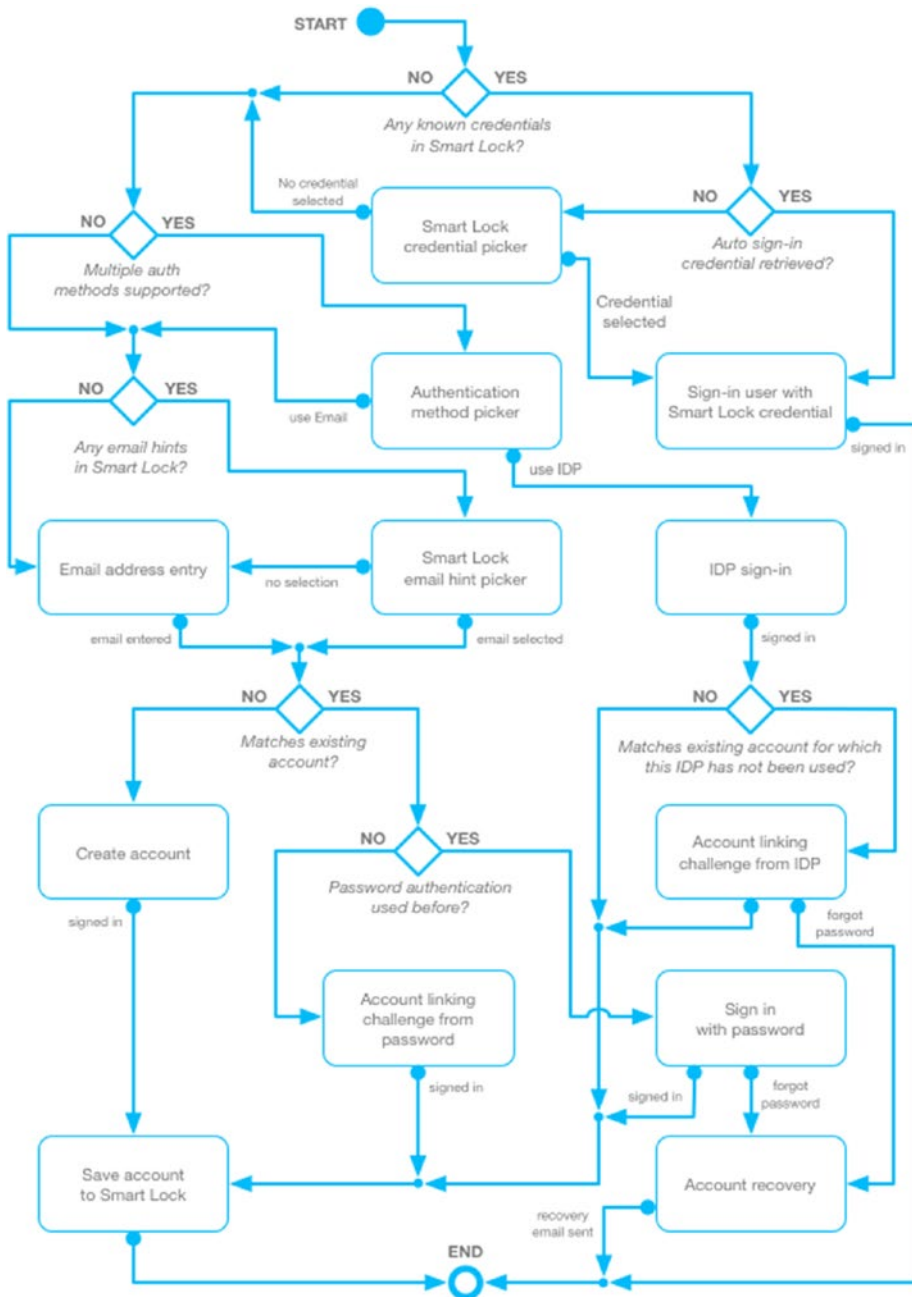 START
NO
YES
Any known credentials
in Smart Lock?
No credential
selected
Smart Lock
credential picker
NO
YES
Auto sign-in
credential retrieved?
NO
YES
Multiple auth
methods supported?
Credential
selected
Authentication
method picker
use Email
use IDP
Sign-in user with
Smart Lock credential
signed in
NO
YES
Any email hints
in Smart Lock?
Email address entry
no selection
Smart Lock
email hint picker
IDP sign-in
email entered
email selected
signed in
NO
YES
Matches existing
account?
NO
YES
Matches existing account for which
this IDP has not been used?
Create account
signed in
NO
YES
Password authentication
used before?
Account linking
challenge from IDP
forgot
password
Account linking
challenge from
password
signed in
Sign in
with password
signed in
forgot
password
Save account
to Smart Lock
Account recovery
recovery
email sent
END